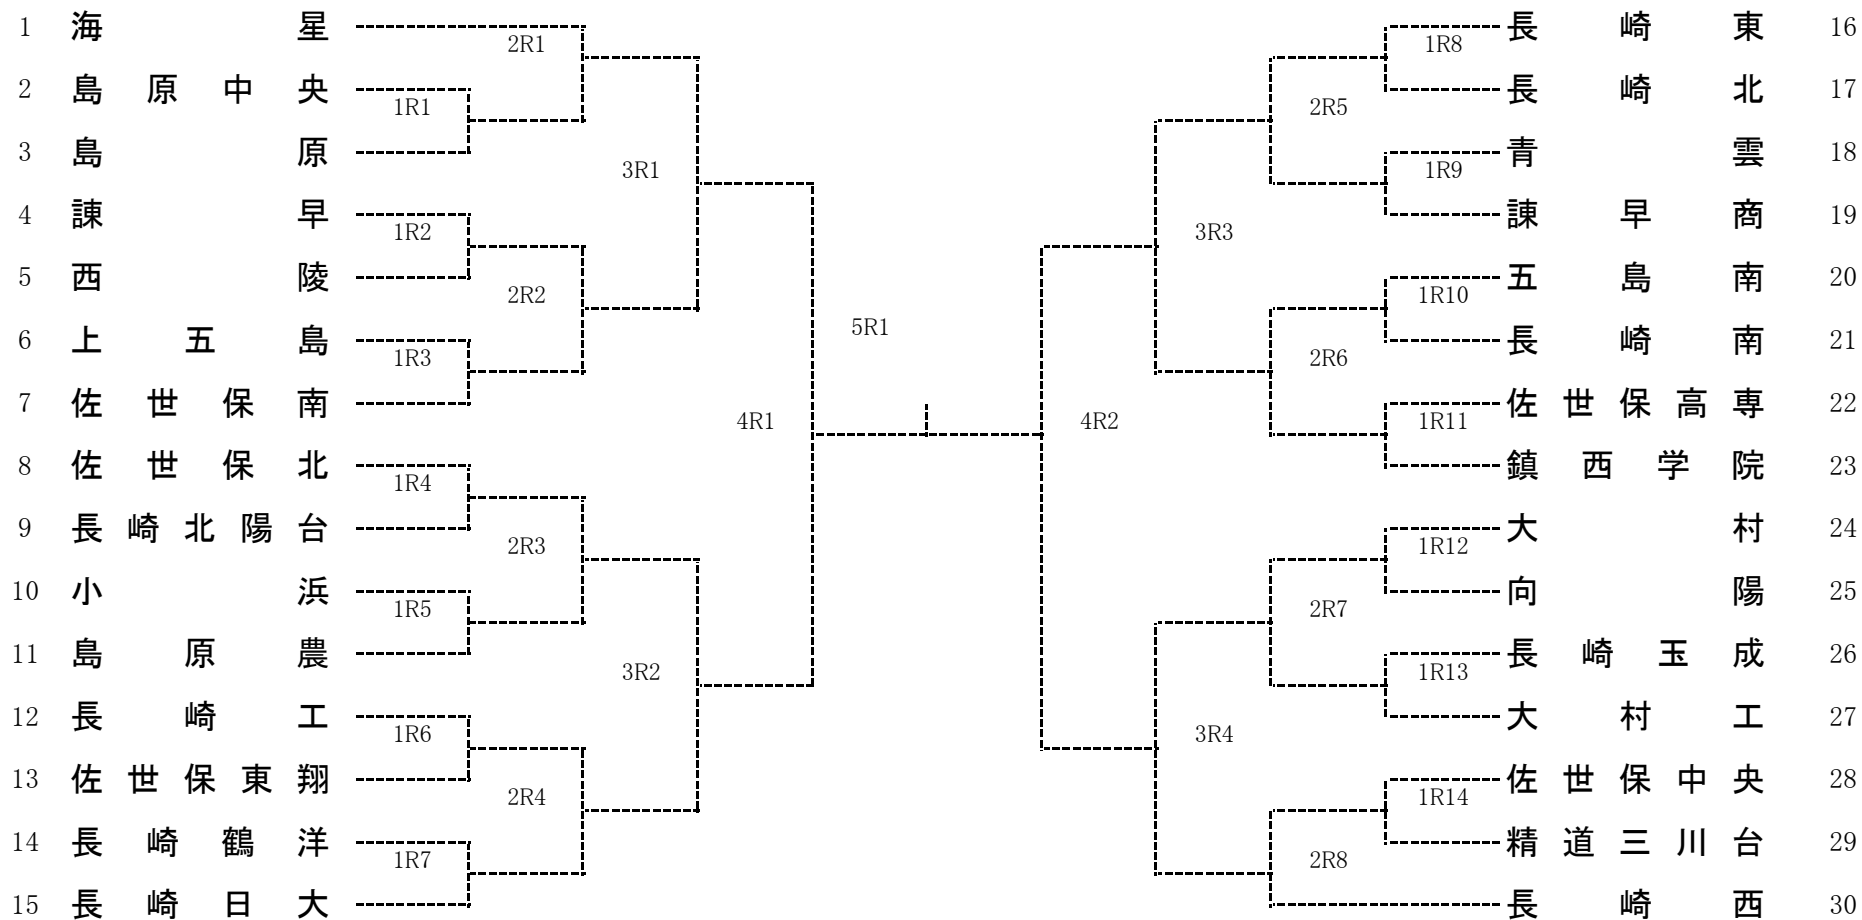 1 海星 2R1 1R8 長崎東 16
2 島原中央 1R1 2R5 長崎北 17
3 島原 3R1 1R9 青雲 18
4 諫早 1R2 3R3 諫早商 19
5 西陵 2R2 1R10 五島南 20
6 上五島 1R3 5R1 2R6 長崎南 21
7 佐世保南 4R1 4R2 1R11 佐世保高専 22
8 佐世保北 1R4 鎮西学院 23
9 長崎北陽台 2R3 1R12 大村 24
10 小浜 1R5 2R7 向陽 25
11 島原農 3R2 1R13 長崎玉成 26
12 長崎工 1R6 3R4 大村工 27
13 佐世保東翔 2R4 1R14 佐世保中央 28
14 長崎鶴洋 1R7 2R8 精道三川台 29
15 長崎日大 長崎西 30